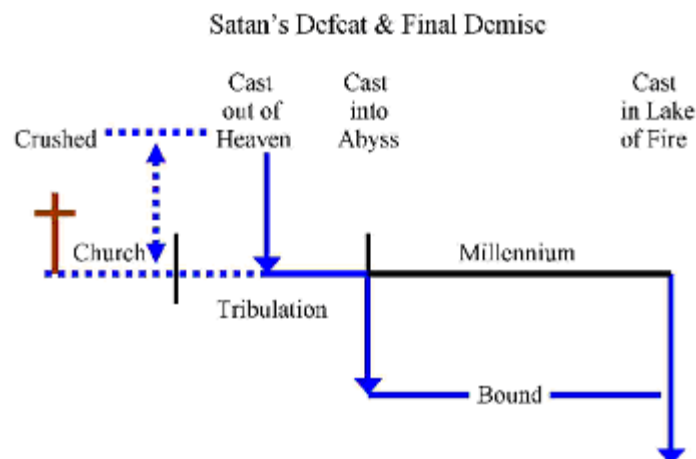 Satan's Defeat & Final Demise
Crushed
Cast
out of
Heaven
Cast
into
Abyss
Cast
in Lake
of Fire
Church
Tribulation
Millennium
Bound